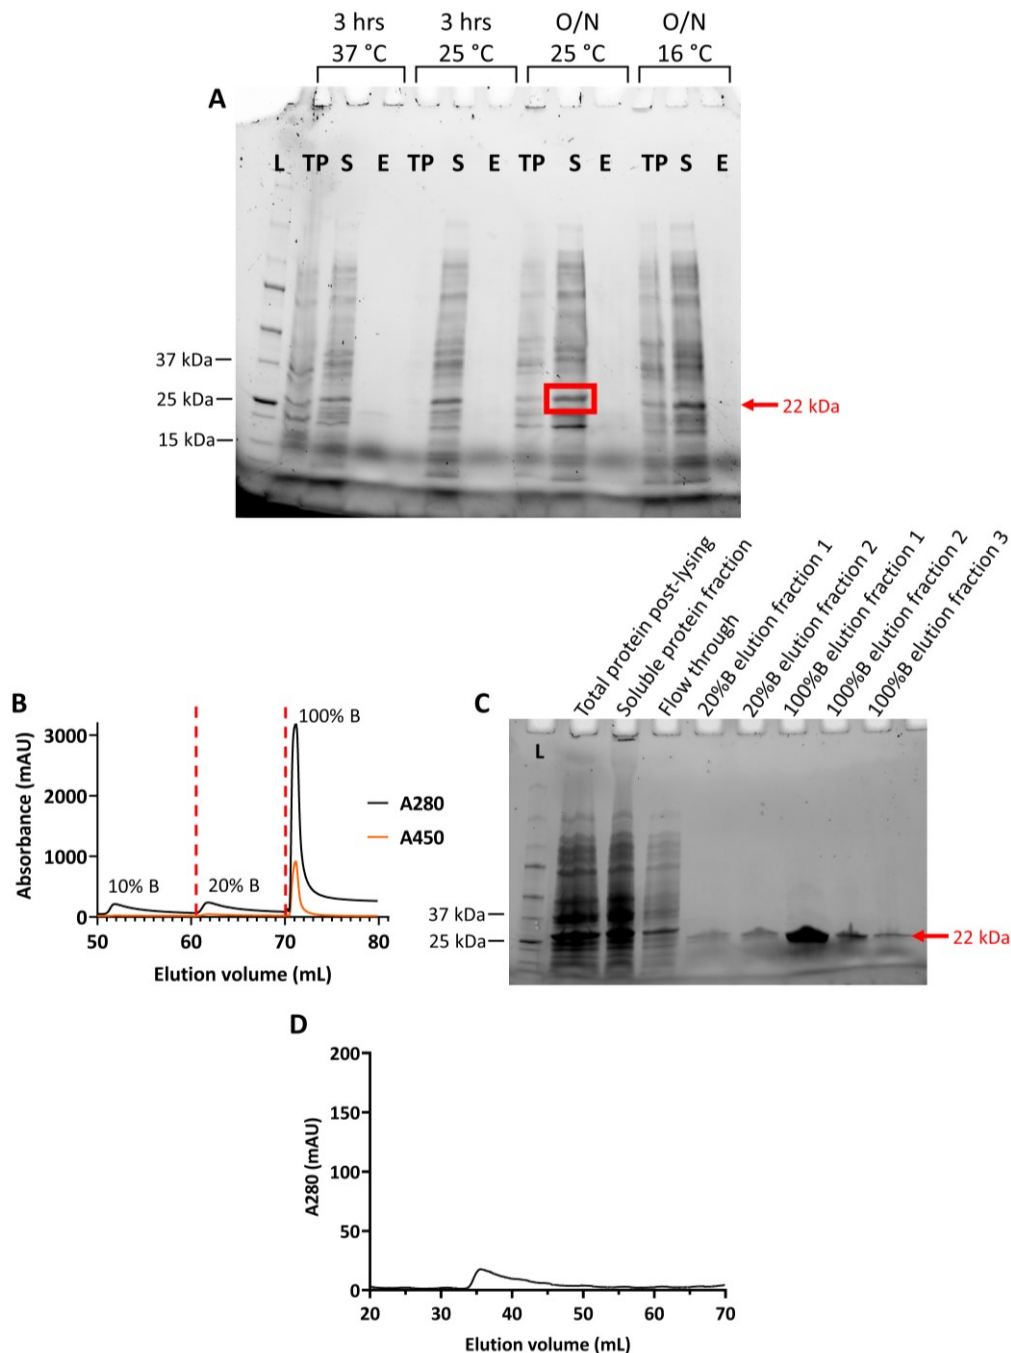 3 hrs 3 hrs O/N O/N
37 °C 25 °C 25 °C 16 °C
A
L TP S E TP S E TP S E TP S E
37 kDa
25 kDa
22 kDa
15 kDa
Total protein post-lysing
Soluble protein fraction
Flow through
20%B elution fraction 1
20%B elution fraction 2
100%B elution fraction 1
100%B elution fraction 2
100%B elution fraction 3
B
Absorbance (mAU)
3000
2000
1000
0
10% B
20% B
100% B
A280
A450
50 60 70 80
Elution volume (mL)
C
L
37 kDa
25 kDa
22 kDa
D
A280 (mAU)
200
150
100
50
0
20 30 40 50 60 70
Elution volume (mL)